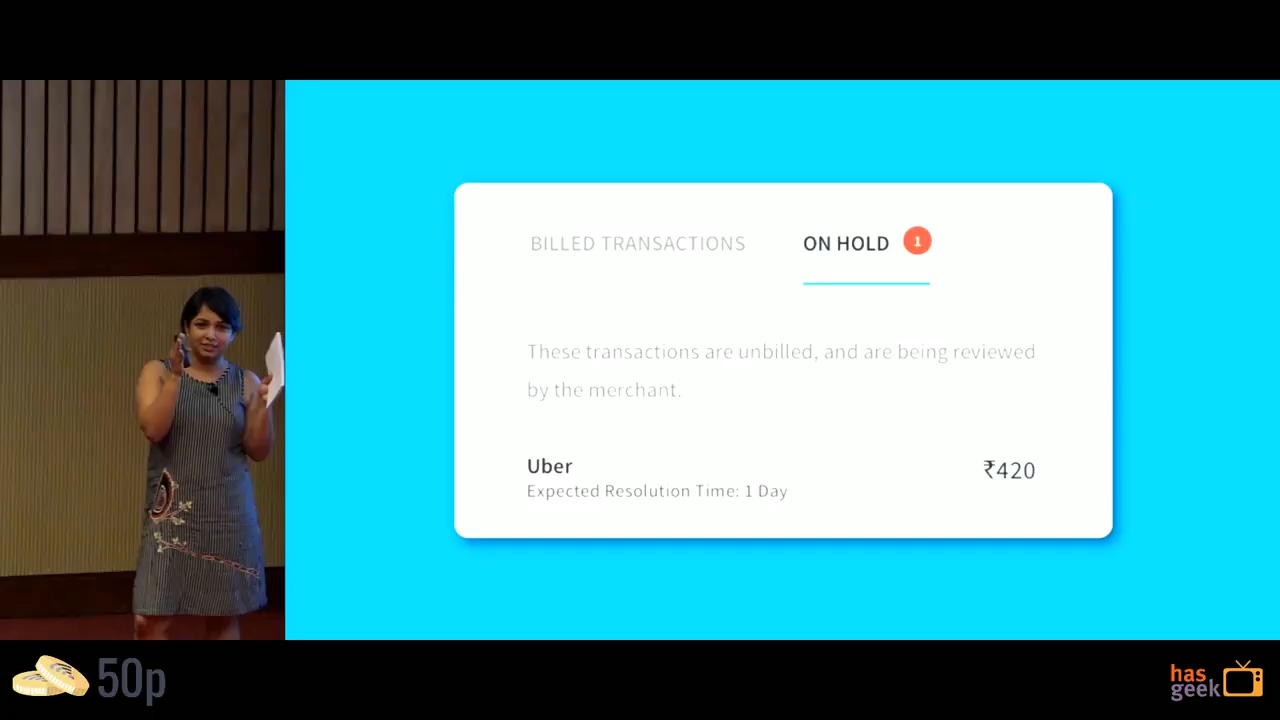 BILLED TRANSACTIONS
ON HOLD
1
These transactions are unbilled, and are being reviewed
by the merchant.
Uber
₹420
Expected Resolution Time: 1 Day
50p
has
geek